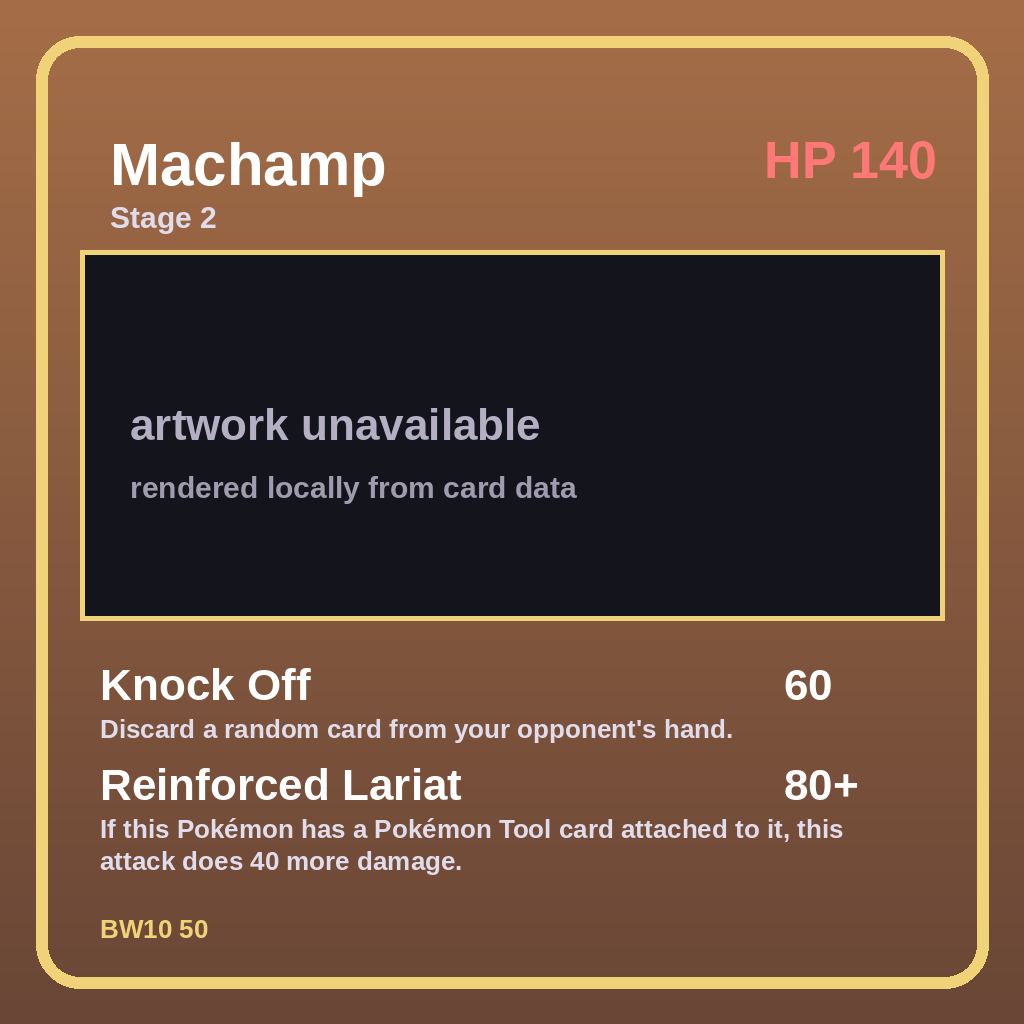 Machamp
HP 140
Stage 2
artwork unavailable
rendered locally from card data
Knock Off
60
Discard a random card from your opponent's hand.
Reinforced Lariat
80+
If this Pokémon has a Pokémon Tool card attached to it, this
attack does 40 more damage.
BW10 50